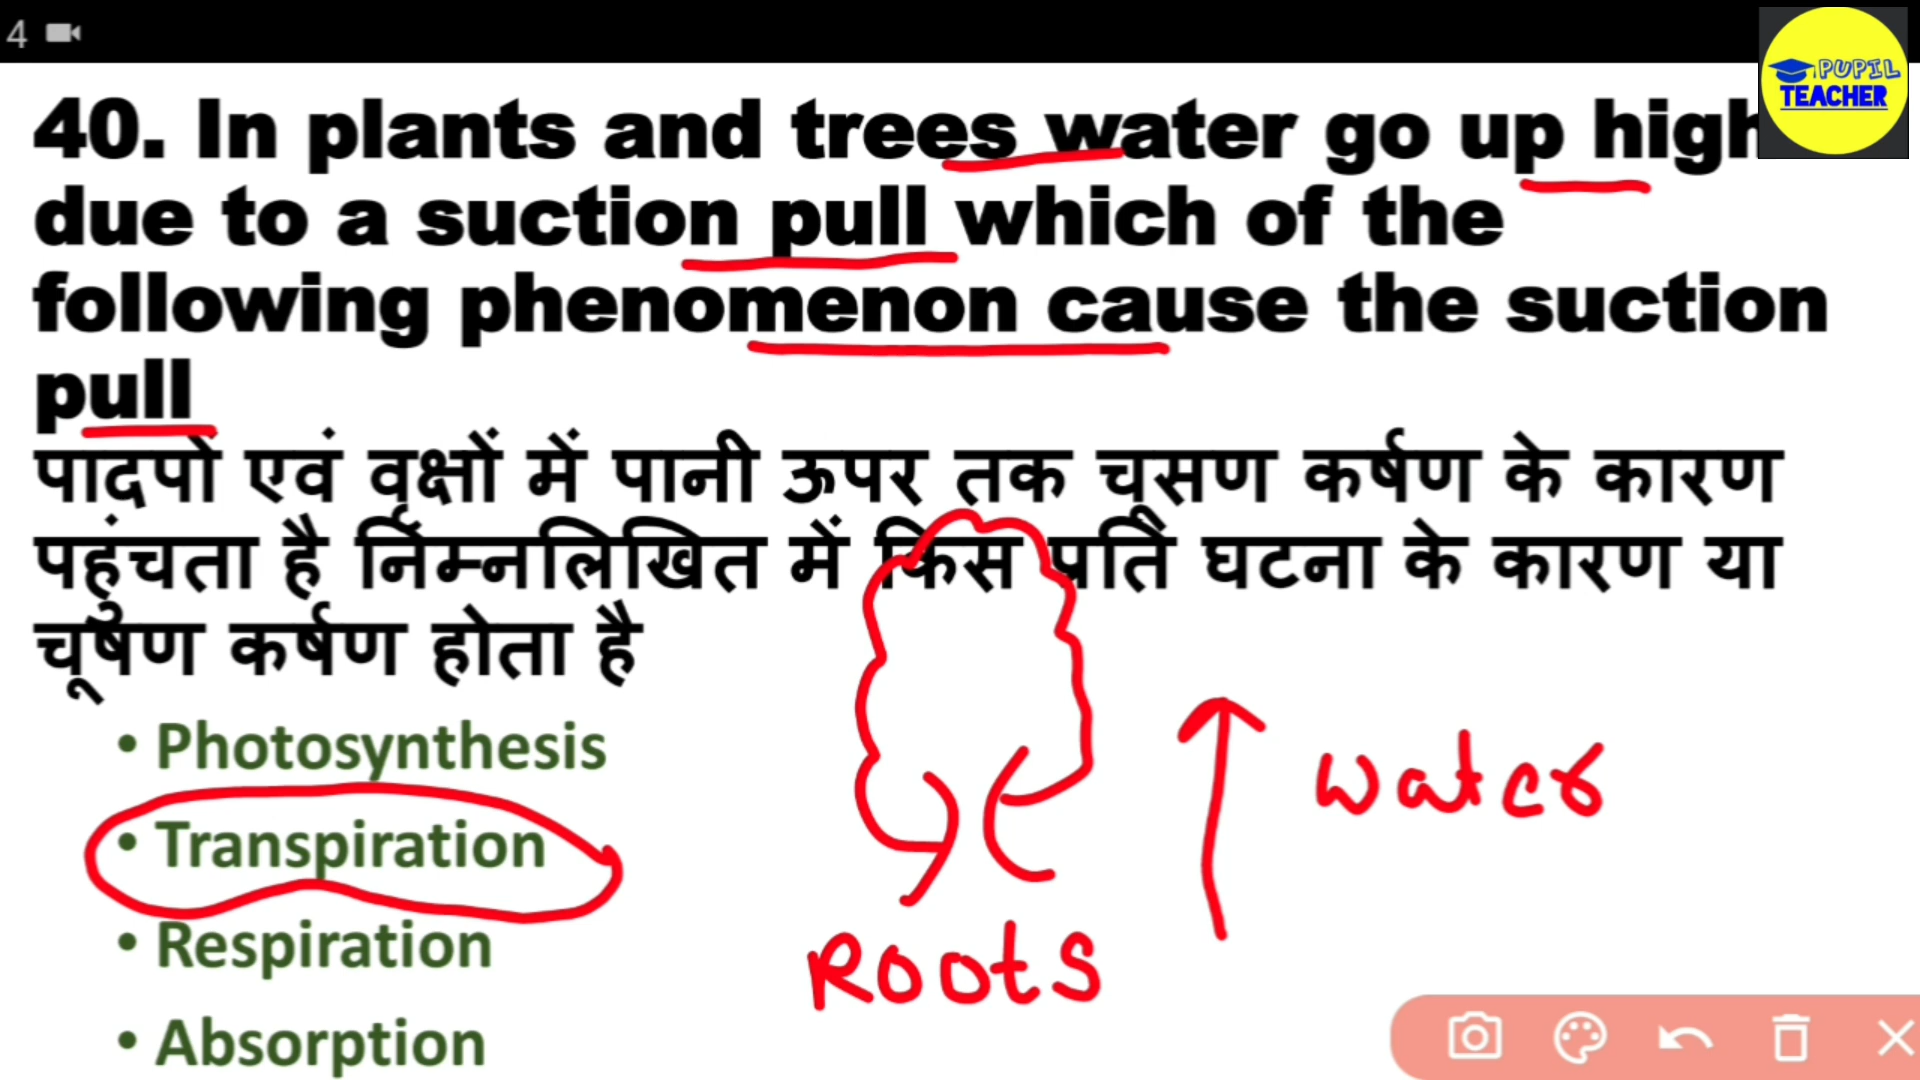 4
PUPIL
TEACHER
40. In plants and trees water go up high
due to a suction pull which of the
following phenomenon cause the suction
pull
पादपों एवं वृक्षों में पानी ऊपर तक चूसण कर्षण के कारण
पहुंचता है निम्नलिखित में किस प्रति घटना के कारण या
चूषण कर्षण होता है
• Photosynthesis
• Transpiration
• Respiration
• Absorption
water
Roots